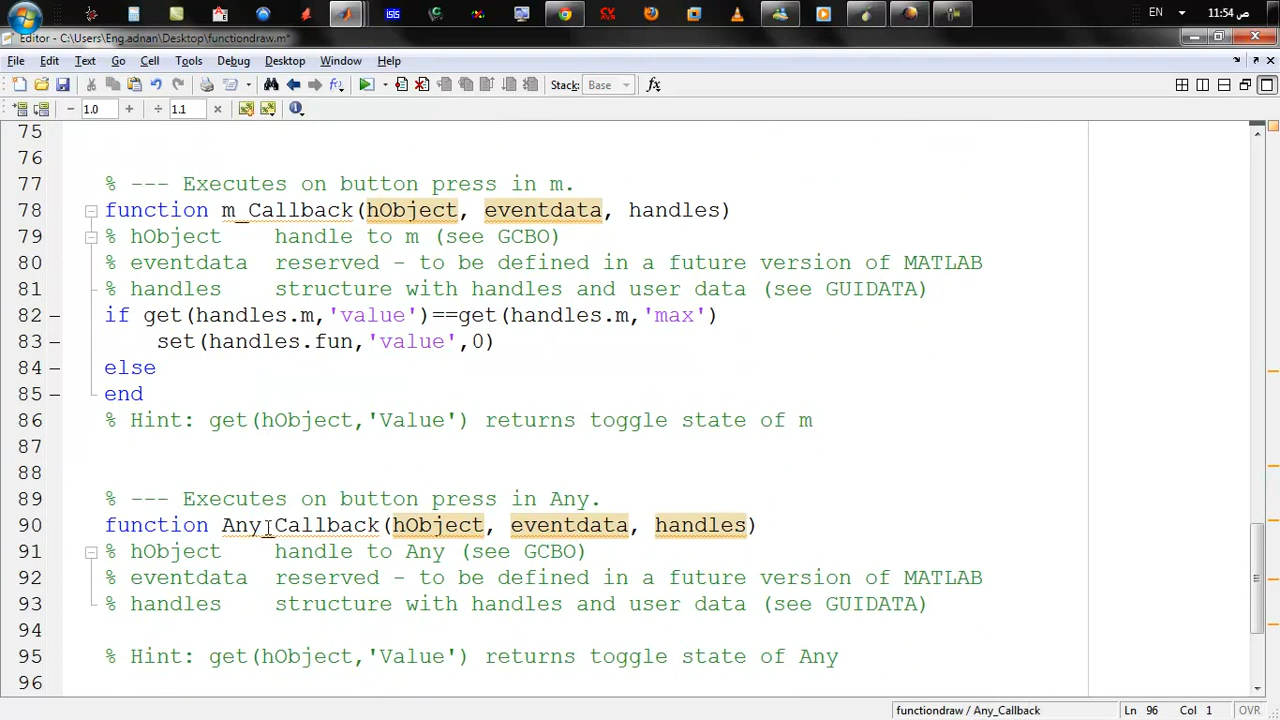 EN ص 11:54
Editor - C:\Users\Eng.adnan\Desktop\functiondraw.m*
File Edit Text Go Cell Tools Debug Desktop Window Help
Stack: Base fx
− 1.0 + ÷ 1.1 ×
75
76
77 % --- Executes on button press in m.
78 function m_Callback(hObject, eventdata, handles)
79 % hObject    handle to m (see GCBO)
80 % eventdata  reserved - to be defined in a future version of MATLAB
81 % handles    structure with handles and user data (see GUIDATA)
82 – if get(handles.m,'value')==get(handles.m,'max')
83 –     set(handles.fun,'value',0)
84 – else
85 – end
86 % Hint: get(hObject,'Value') returns toggle state of m
87
88
89 % --- Executes on button press in Any.
90 function Any_Callback(hObject, eventdata, handles)
91 % hObject    handle to Any (see GCBO)
92 % eventdata  reserved - to be defined in a future version of MATLAB
93 % handles    structure with handles and user data (see GUIDATA)
94
95 % Hint: get(hObject,'Value') returns toggle state of Any
96
functiondraw / Any_Callback Ln 96 Col 1 OVR